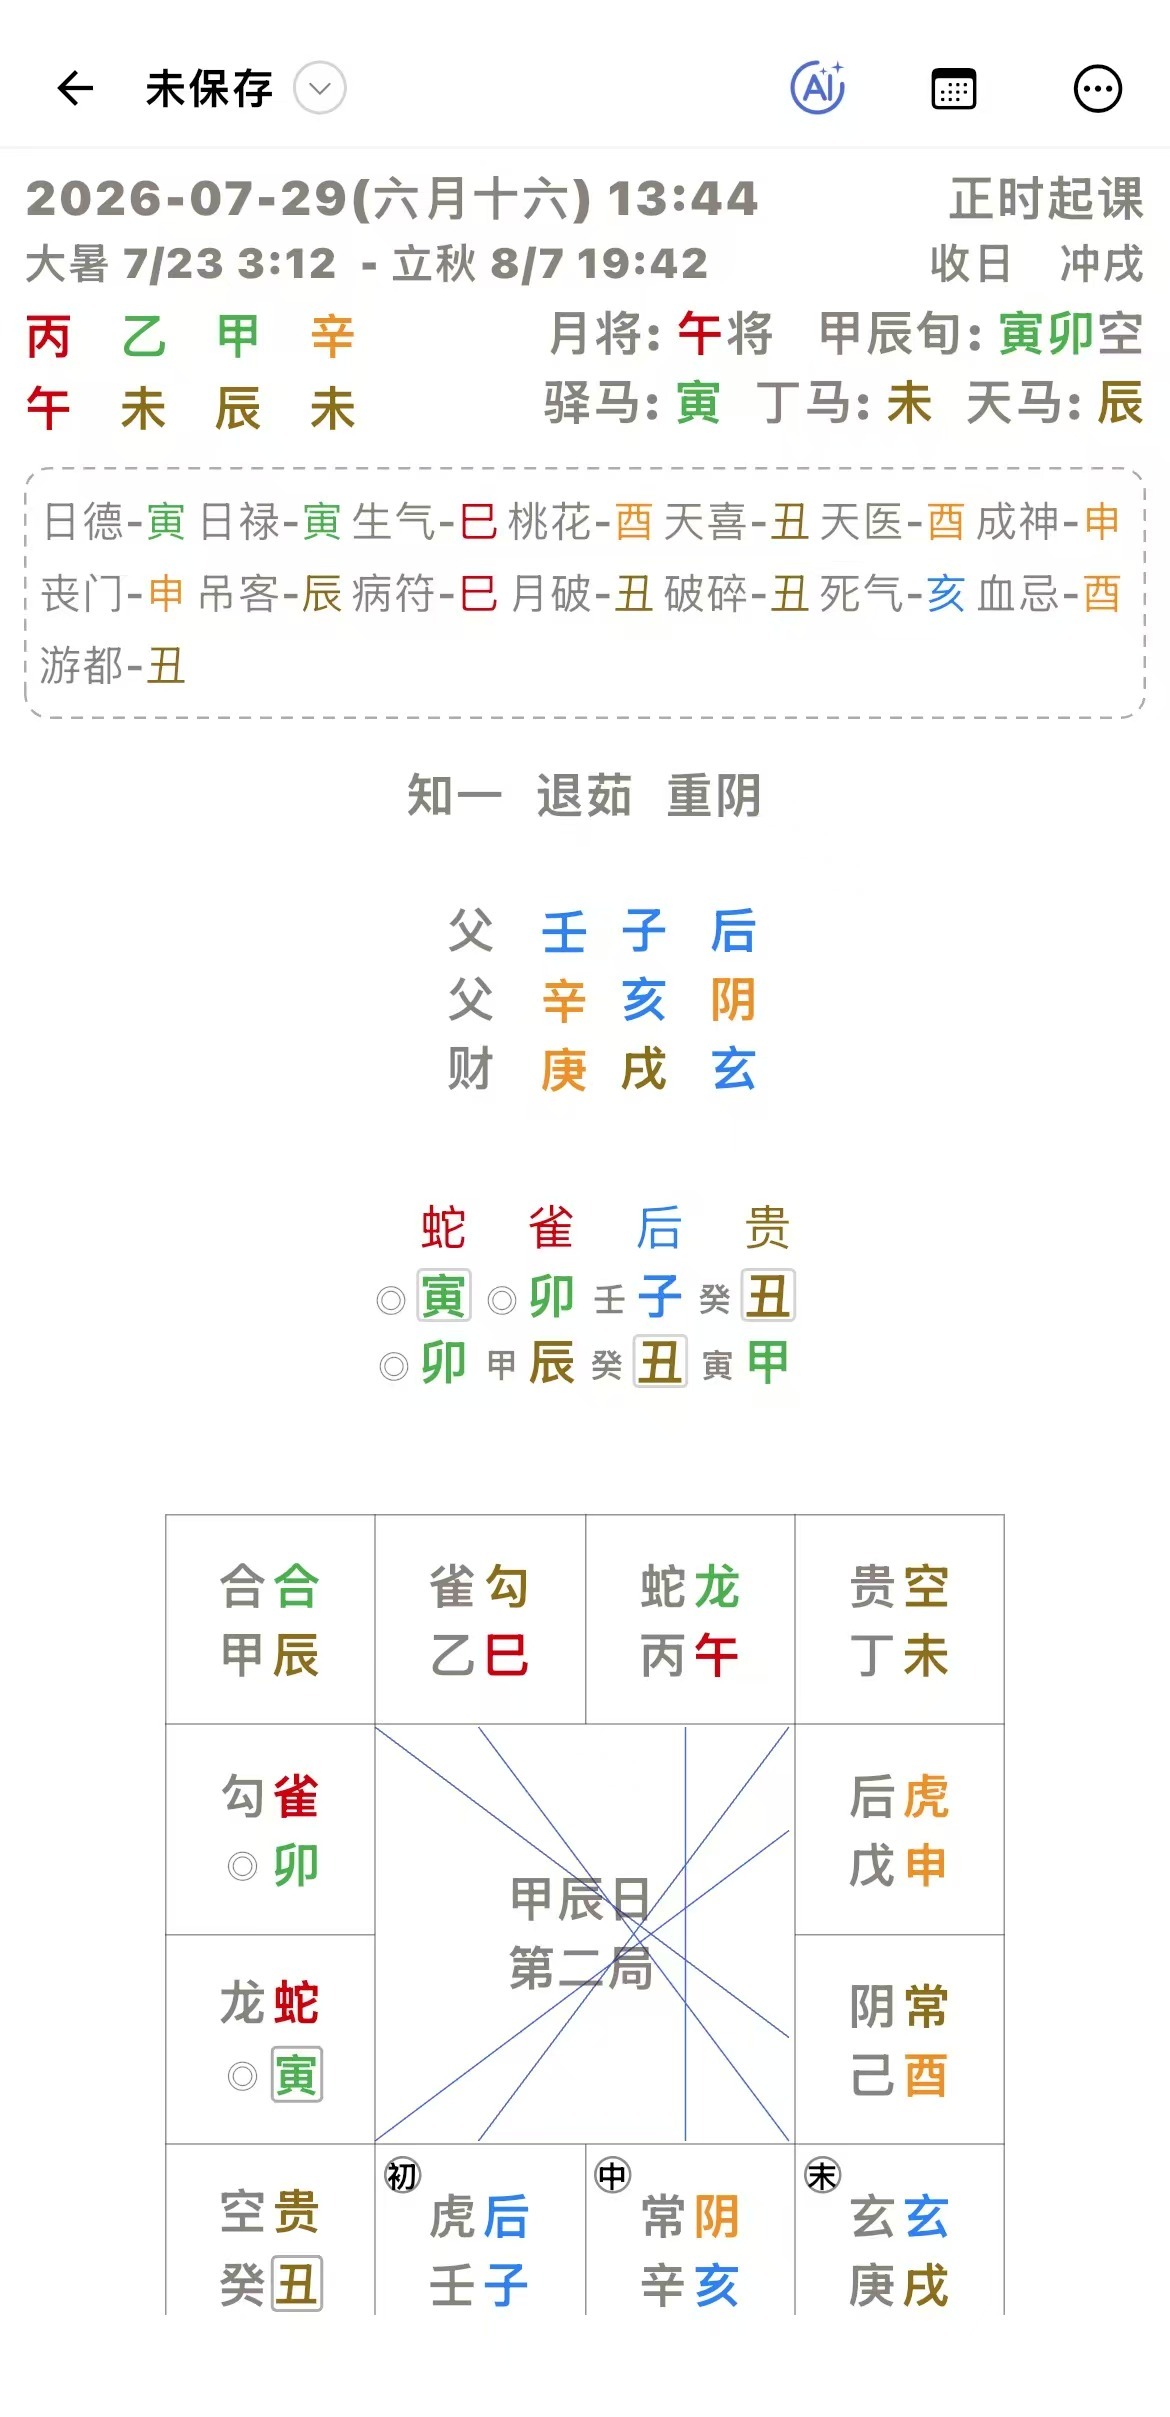 未保存 AI
2026-07-29(六月十六) 13:44 正时起课
大暑 7/23 3:12 - 立秋 8/7 19:42 收日 冲戌
丙 乙 甲 辛 月将: 午将 甲辰旬: 寅卯空
午 未 辰 未 驿马: 寅 丁马: 未 天马: 辰
日德-寅 日禄-寅 生气-巳 桃花-酉 天喜-丑 天医-酉 成神-申
丧门-申 吊客-辰 病符-巳 月破-丑 破碎-丑 死气-亥 血忌-酉
游都-丑
知一 退茹 重阴
父 壬 子 后
父 辛 亥 阴
财 庚 戌 玄
蛇 雀 后 贵
◎ 寅 ◎ 卯 壬 子 癸 丑
◎ 卯 甲 辰 癸 丑 寅 甲
合合 雀勾 蛇龙 贵空
甲辰 乙巳 丙午 丁未
勾雀 后虎
◎卯 戊申
甲辰日
第二局
龙蛇 阴常
◎寅 己酉
初 中 末
空贵 虎后 常阴 玄玄
癸丑 壬子 辛亥 庚戌